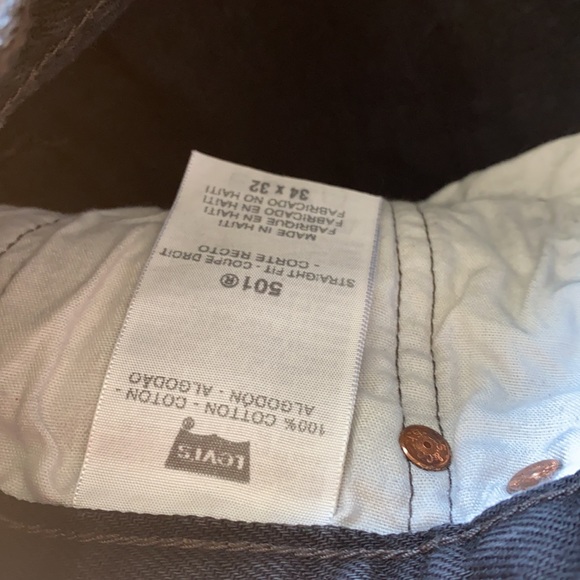 Levi's®
100% COTTON - COTON -
ALGODÓN - ALGODÃO
501®
STRAIGHT FIT - COUPE DROIT
- CORTE RECTO
MADE IN HAITI
FABRIQUE EN HAITI
FABRICADO EN HAITI
FABRICADO NO HAITI
34 x 32